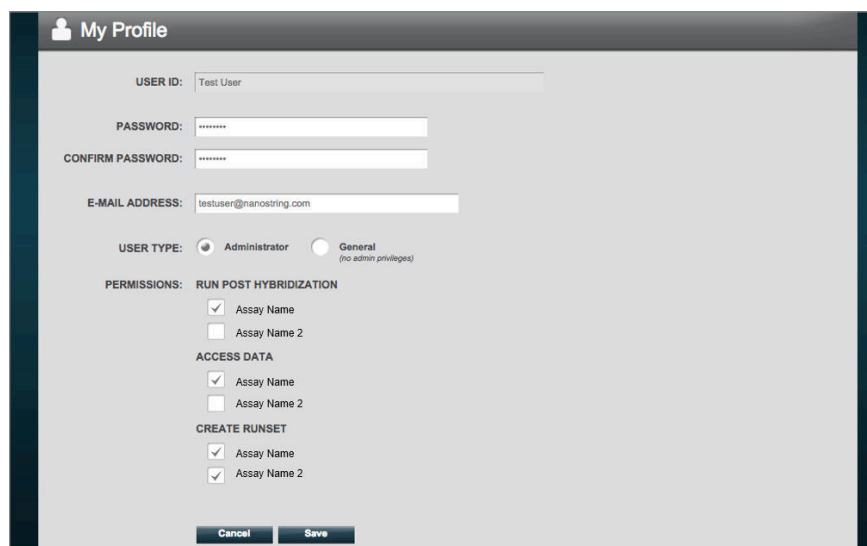 My Profile
USER ID: Test User
PASSWORD: ••••••••
CONFIRM PASSWORD: ••••••••
E-MAIL ADDRESS: testuser@nanostring.com
USER TYPE: Administrator General
(no admin privileges)
PERMISSIONS: RUN POST HYBRIDIZATION
Assay Name
Assay Name 2
ACCESS DATA
Assay Name
Assay Name 2
CREATE RUNSET
Assay Name
Assay Name 2
Cancel Save